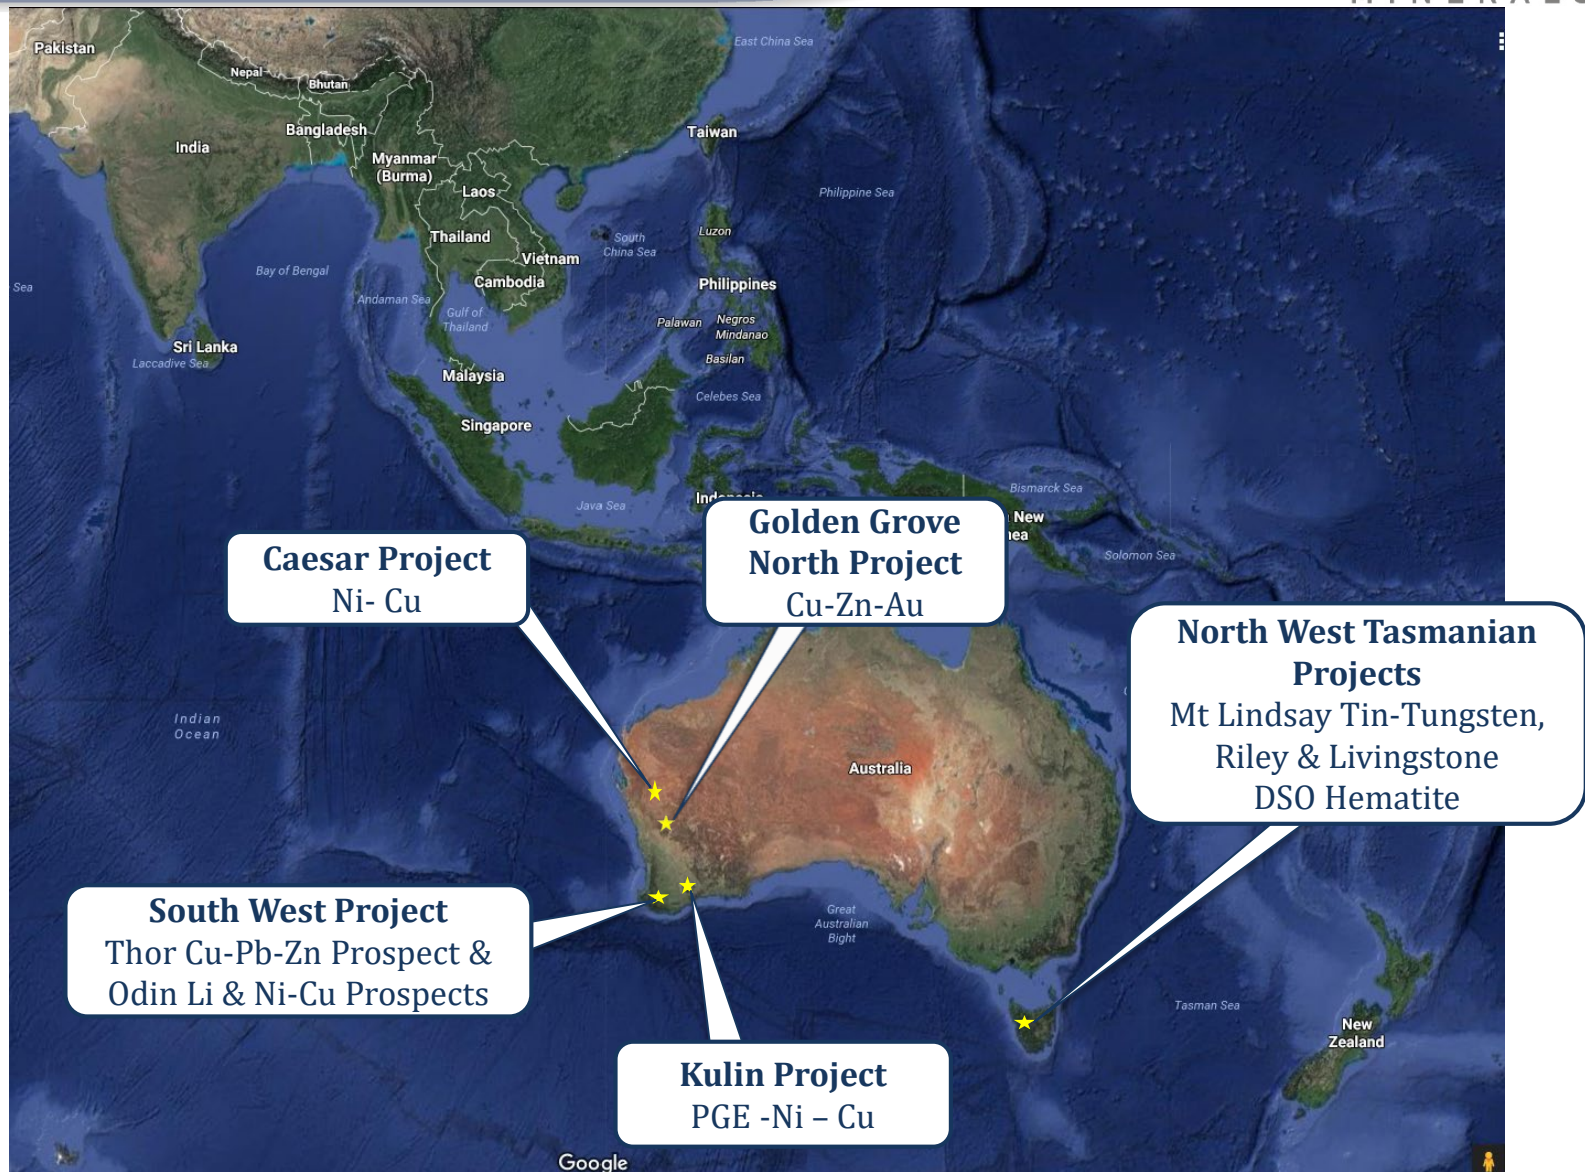 MINERALS
Pakistan
East China Sea
Nepal
Bhutan
Bangladesh
Taiwan
India
Myanmar
(Burma)
Laos
Philippine Sea
Thailand
South
China Sea
Luzon
Vietnam
Bay of Bengal
Cambodia
Philippines
Sea
Andaman Sea
Gulf of
Thailand
Palawan
Negros
Mindanao
Sri Lanka
Laccadive Sea
Basilan
Malaysia
Celebes Sea
Singapore
Bismarck Sea
Java Sea
New
Solomon Sea
Caesar Project
Ni- Cu
Golden Grove
North Project
Cu-Zn-Au
North West Tasmanian
Projects
Mt Lindsay Tin-Tungsten,
Riley & Livingstone
DSO Hematite
Indian
Ocean
Australia
South West Project
Thor Cu-Pb-Zn Prospect &
Odin Li & Ni-Cu Prospects
Great
Australian
Bight
Tasman Sea
New
Zealand
Kulin Project
PGE -Ni – Cu
Google